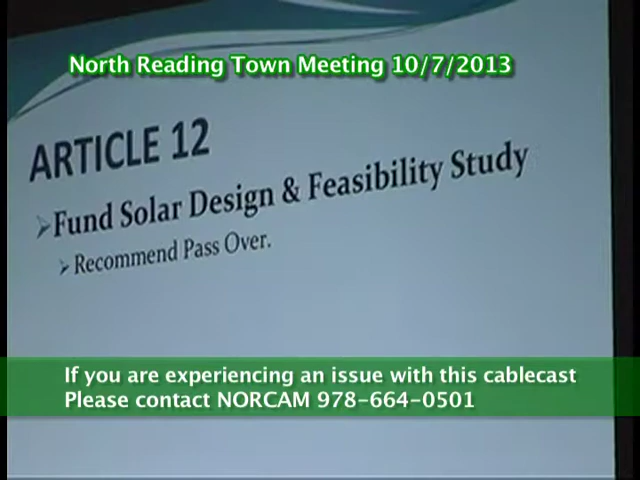 North Reading Town Meeting 10/7/2013
ARTICLE 12
Fund Solar Design & Feasibility Study
Recommend Pass Over.
If you are experiencing an issue with this cablecast
Please contact NORCAM 978-664-0501